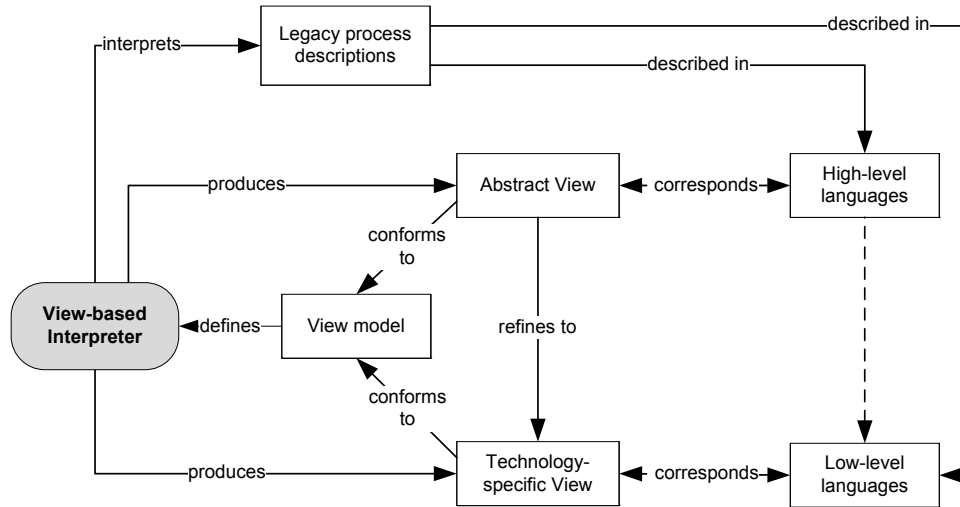 described in
Legacy process
descriptions
interprets
described in
Abstract View
High-level
languages
produces
corresponds
conforms
to
View-based
Interpreter
defines
View model
refines to
conforms
to
Technology-
specific View
Low-level
languages
produces
corresponds